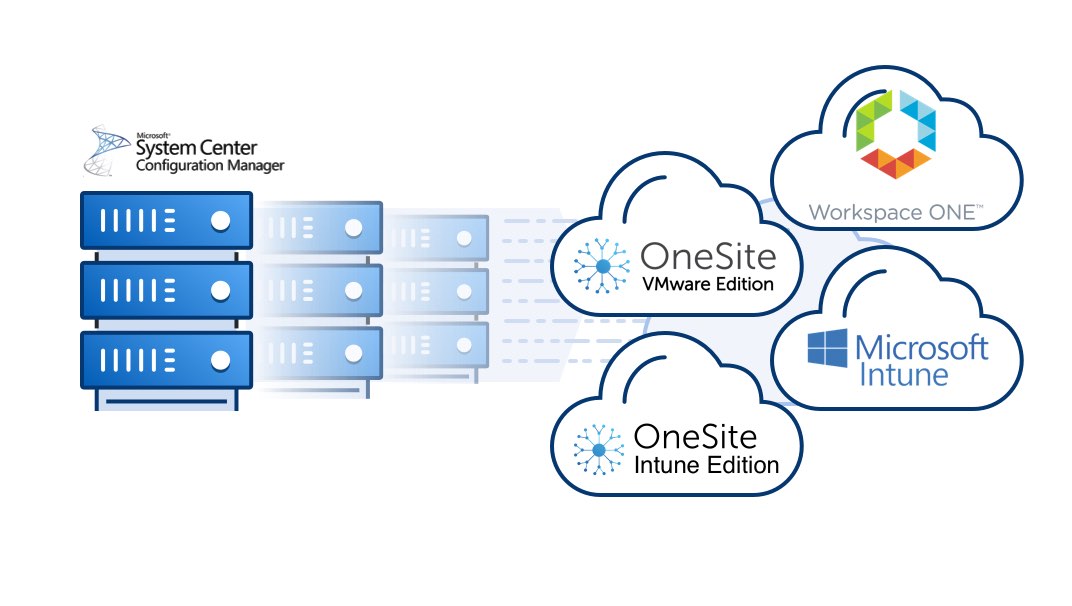 Microsoft®
System Center
Configuration Manager
Workspace ONE™
OneSite
VMware Edition
Microsoft
Intune
OneSite
Intune Edition